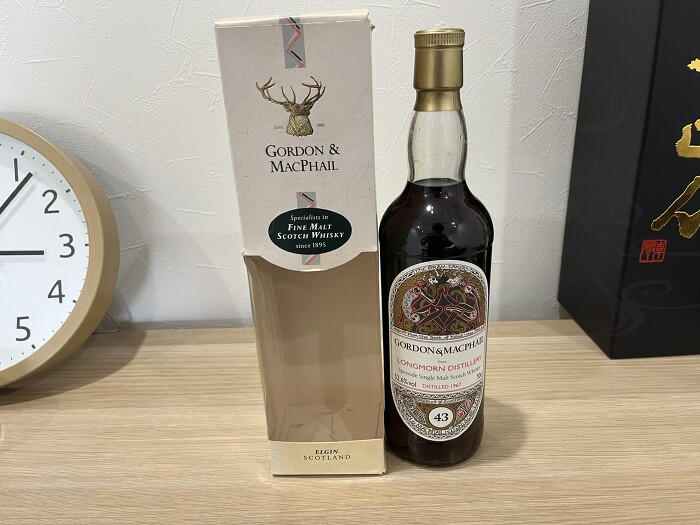 1
2
3
4
5
GORDON &
MACPHAIL
Specialists in
FINE MALT
SCOTCH WHISKY
since 1895
ELGIN
SCOTLAND
GORDON & MACPHAIL
from
LONGMORN DISTILLERY
Speyside Single Malt Scotch Whisky
DISTILLED 1967
43